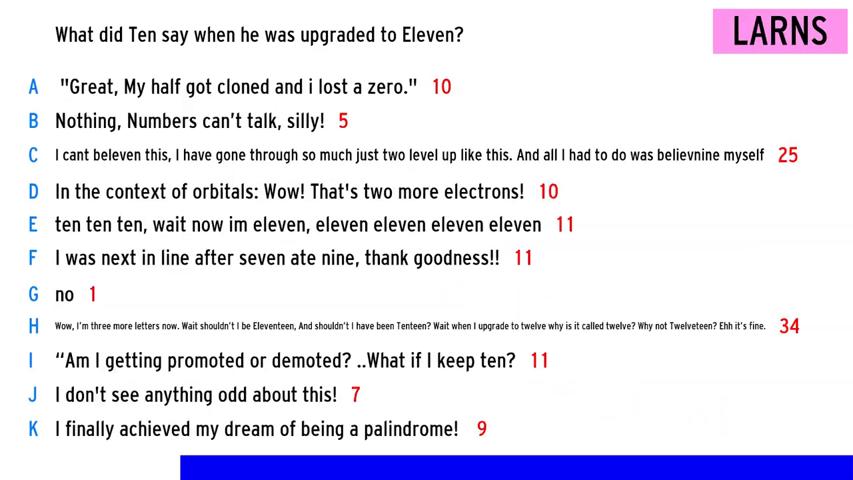 What did Ten say when he was upgraded to Eleven?
LARNS
A "Great, My half got cloned and i lost a zero." 10
B Nothing, Numbers can't talk, silly! 5
C I cant beleven this, I have gone through so much just two level up like this. And all I had to do was believnine myself 25
D In the context of orbitals: Wow! That's two more electrons! 10
E ten ten ten, wait now im eleven, eleven eleven eleven eleven 11
F I was next in line after seven ate nine, thank goodness!! 11
G no 1
H Wow, I'm three more letters now. Wait shouldn't I be Eleventeen, And shouldn't I have been Tenteen? Wait when I upgrade to twelve why is it called twelve? Why not Twelveteen? Ehh it's fine. 34
I “Am I getting promoted or demoted? ..What if I keep ten? 11
J I don't see anything odd about this! 7
K I finally achieved my dream of being a palindrome! 9